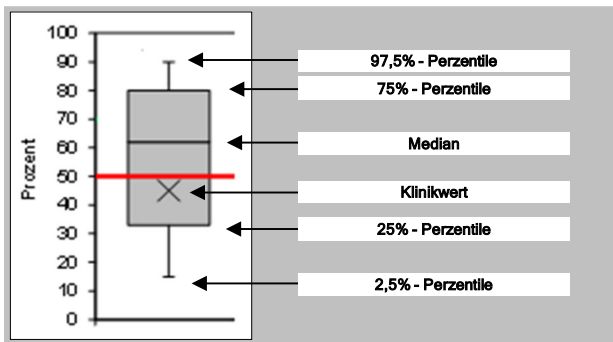 Prozent
100
90
80
70
60
50
40
30
20
10
0
97,5% - Perzentile
75% - Perzentile
Median
Klinikwert
25% - Perzentile
2,5% - Perzentile